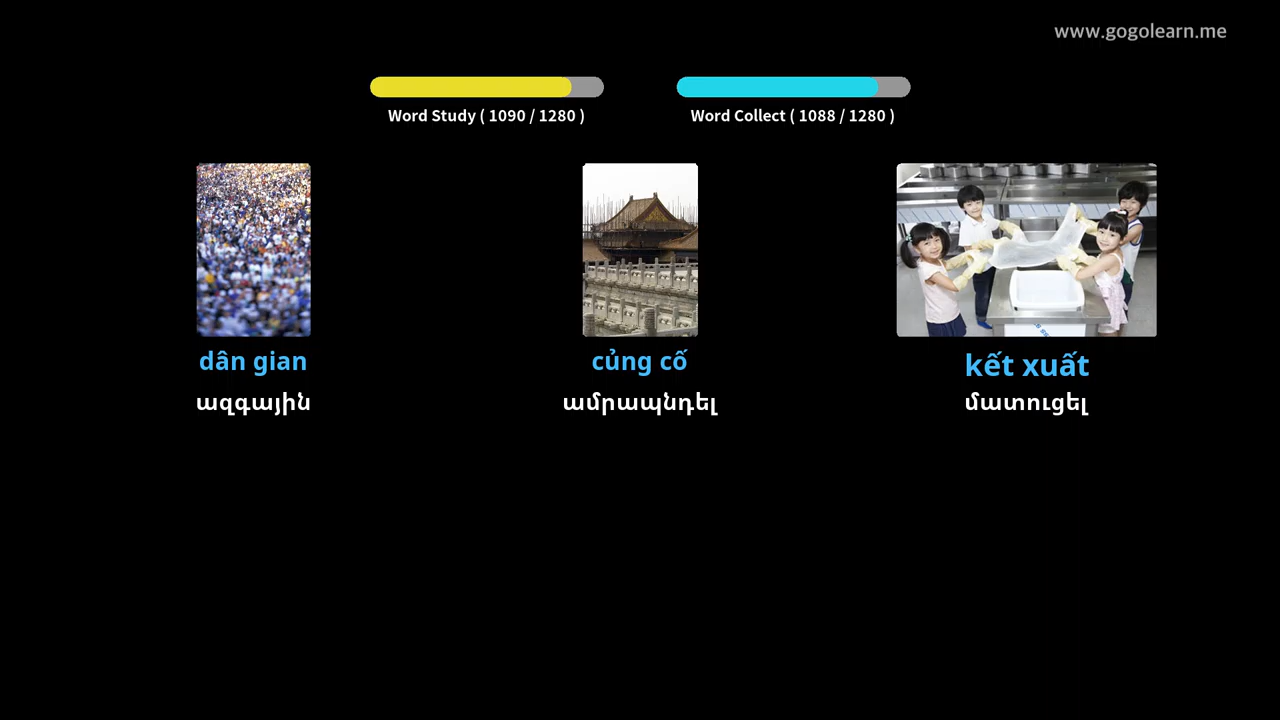 www.gogolearn.me
Word Study ( 1090 / 1280 )
Word Collect ( 1088 / 1280 )
dân gian
ազգային
củng cố
ամրապնդել
kết xuất
մատուցել